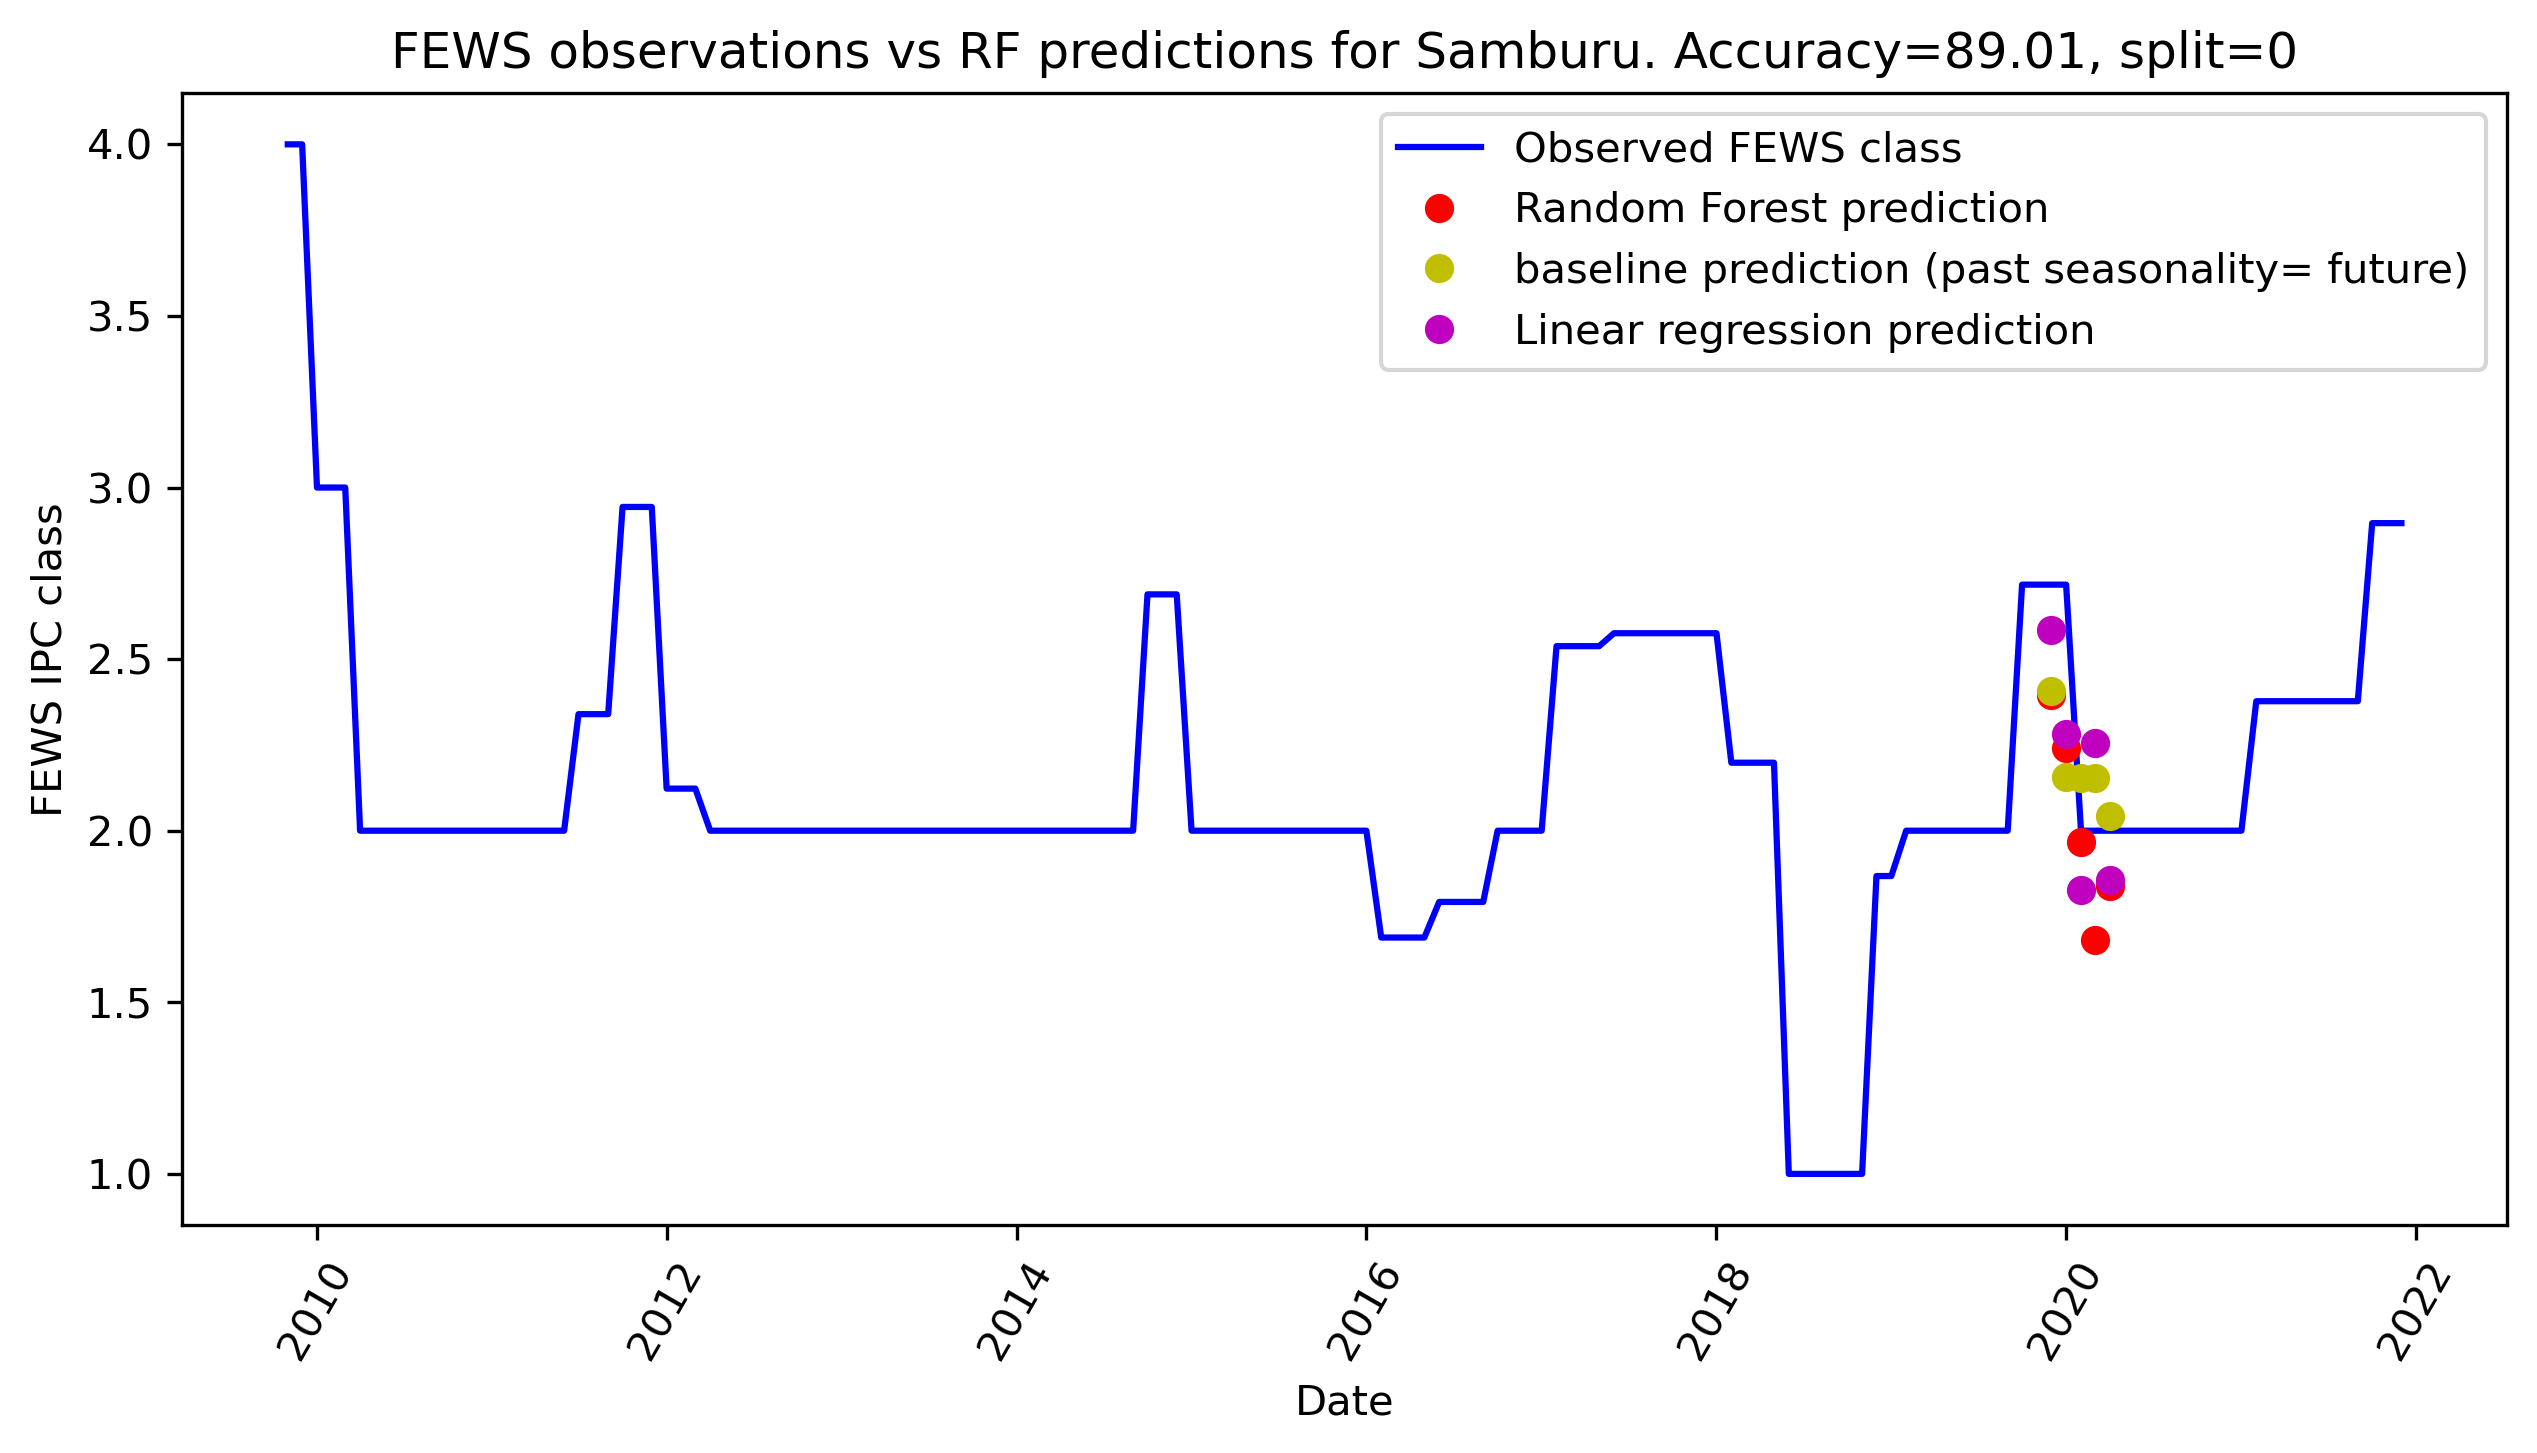 FEWS observations vs RF predictions for Samburu. Accuracy=89.01, split=0
Observed FEWS class
Random Forest prediction
baseline prediction (past seasonality= future)
Linear regression prediction
FEWS IPC class
4.0
3.5
3.0
2.5
2.0
1.5
1.0
2010
2012
2014
2016
2018
2020
2022
Date